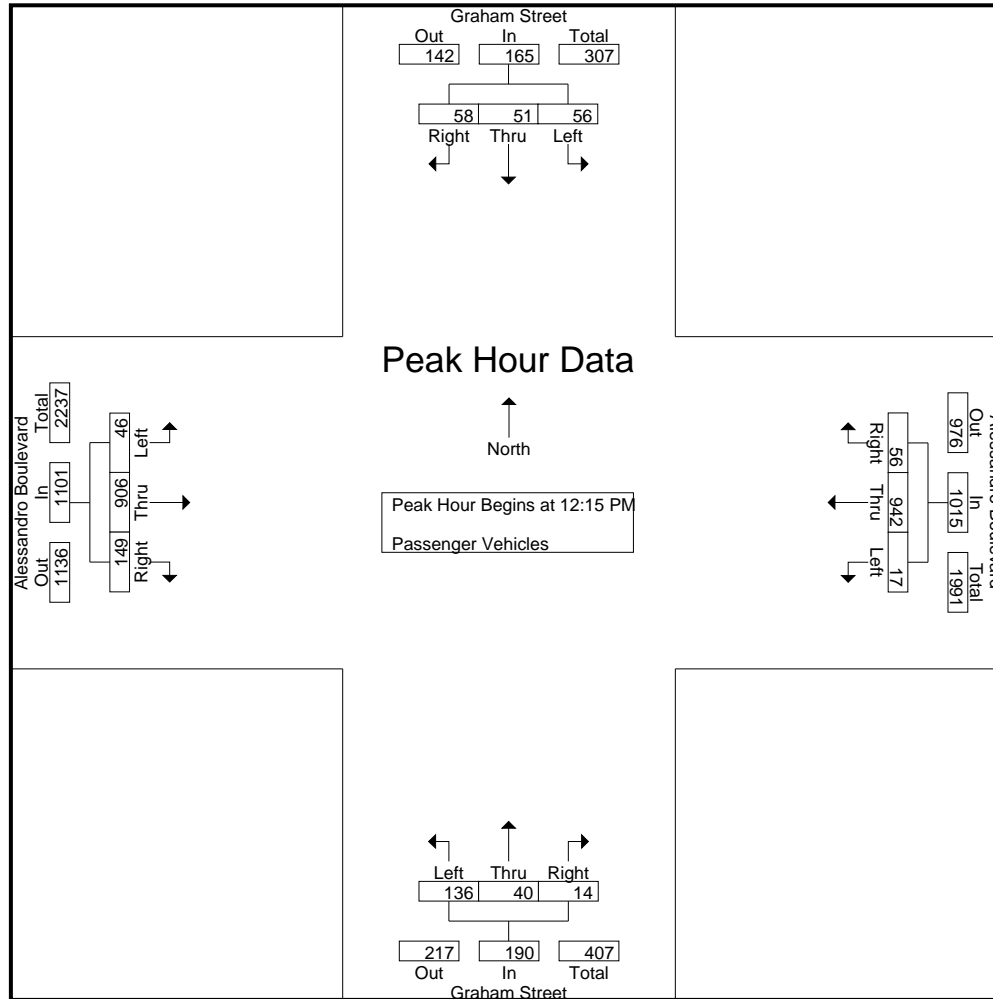 Graham Street
Out In Total
142 165 307
58 51 56
Right Thru Left
Peak Hour Data
North
Peak Hour Begins at 12:15 PM
Passenger Vehicles
Alessandro Boulevard
Out In Total
1136 1101 2237
149 906 46
Right Thru Left
Out In Total
976 1015 1991
56 942 17
Right Thru Left
Left Thru Right
136 40 14
217 190 407
Out In Total
Graham Street